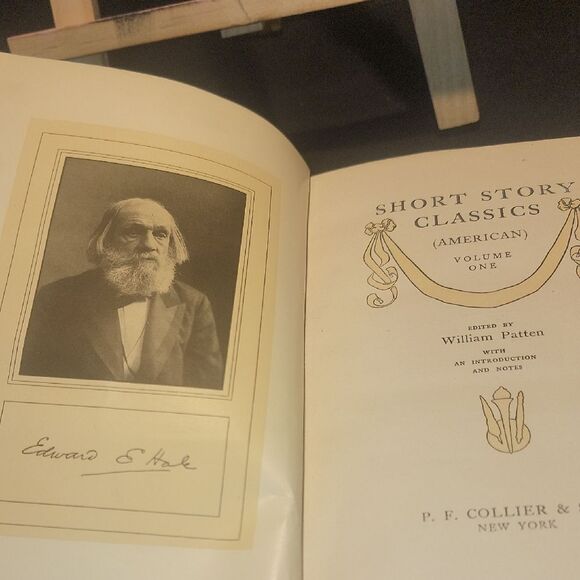 Edward E Hale
SHORT STORY
CLASSICS
(AMERICAN)
VOLUME
ONE
EDITED BY
William Patten
WITH
AN INTRODUCTION
AND NOTES
P. F. COLLIER &
NEW YORK